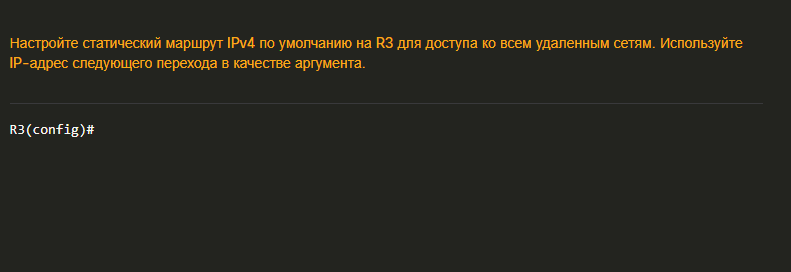 Настройте статический маршрут IPv4 по умолчанию на R3 для доступа ко всем удаленным сетям. Используйте
IP-адрес следующего перехода в качестве аргумента.
R3(config)#